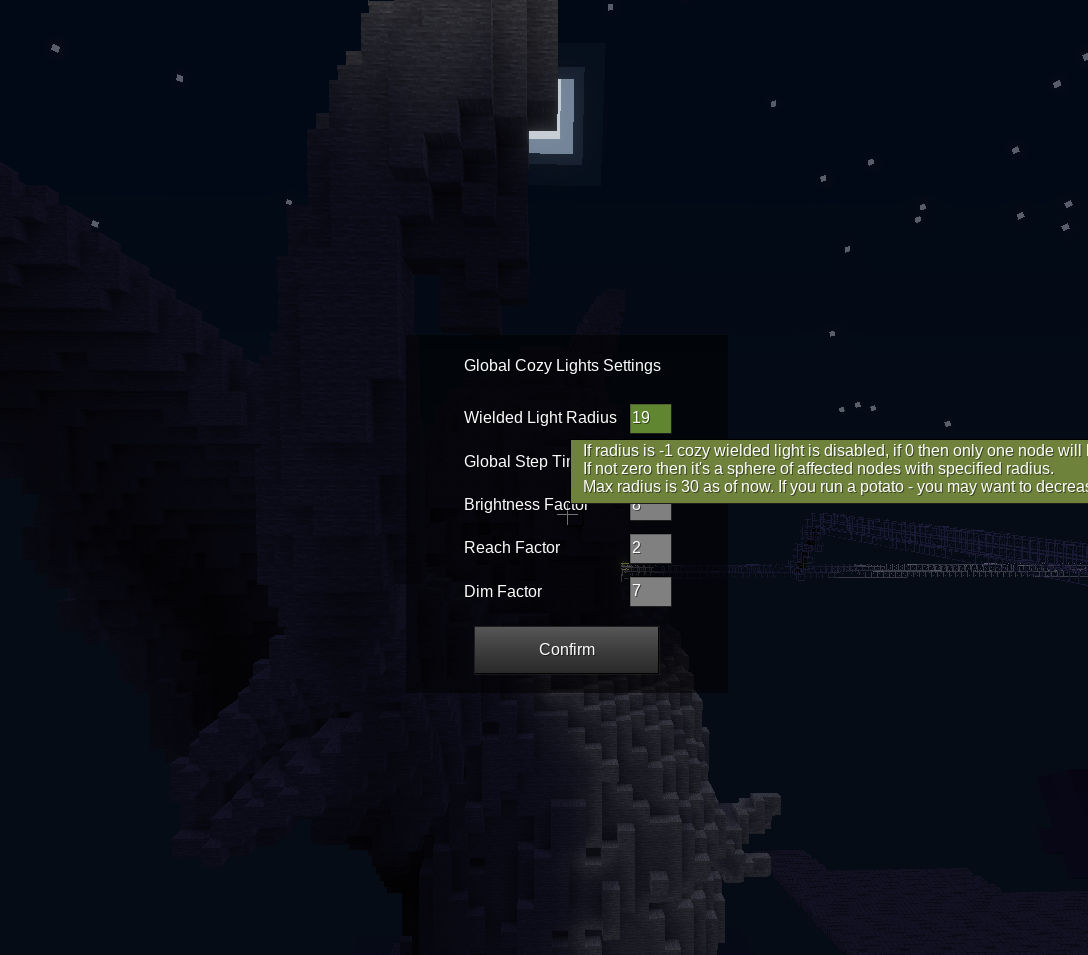 Global Cozy Lights Settings
Wielded Light Radius 19
Global Step
If radius is -1 cozy wielded light is disabled, if 0 then only one node will
If not zero then it's a sphere of affected nodes with specified radius.
Max radius is 30 as of now. If you run a potato - you may want to
Brightness Factor 8
Reach Factor 2
Dim Factor 7
Confirm